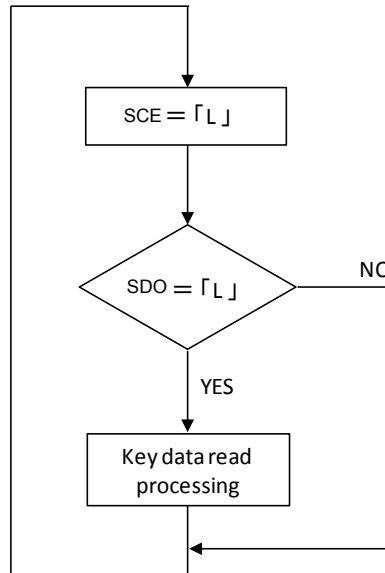 SCE＝「L」
SDO＝「L」
NO
YES
Key data read
processing